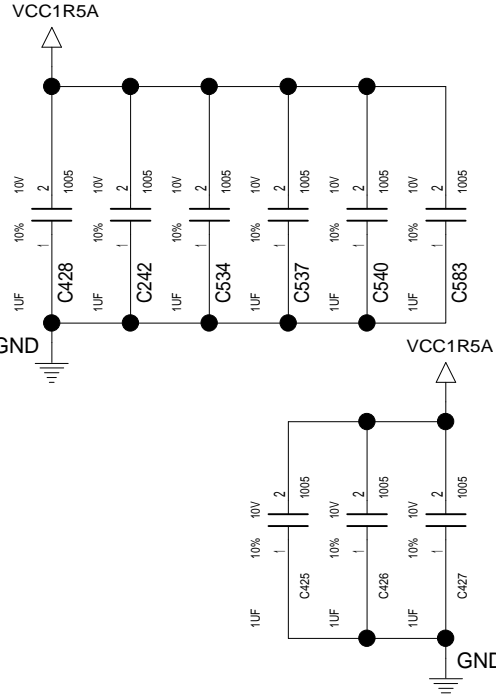 VCC1R5A
10V 2 1005
10% 1
1UF C428
10V 2 1005
10% 1
1UF C242
10V 2 1005
10% 1
1UF C534
10V 2 1005
10% 1
1UF C537
10V 2 1005
10% 1
1UF C540
10V 2 1005
10% 1
1UF C583
GND
VCC1R5A
10V 2 1005
10% 1
1UF C425
10V 2 1005
10% 1
1UF C426
10V 2 1005
10% 1
1UF C427
GND